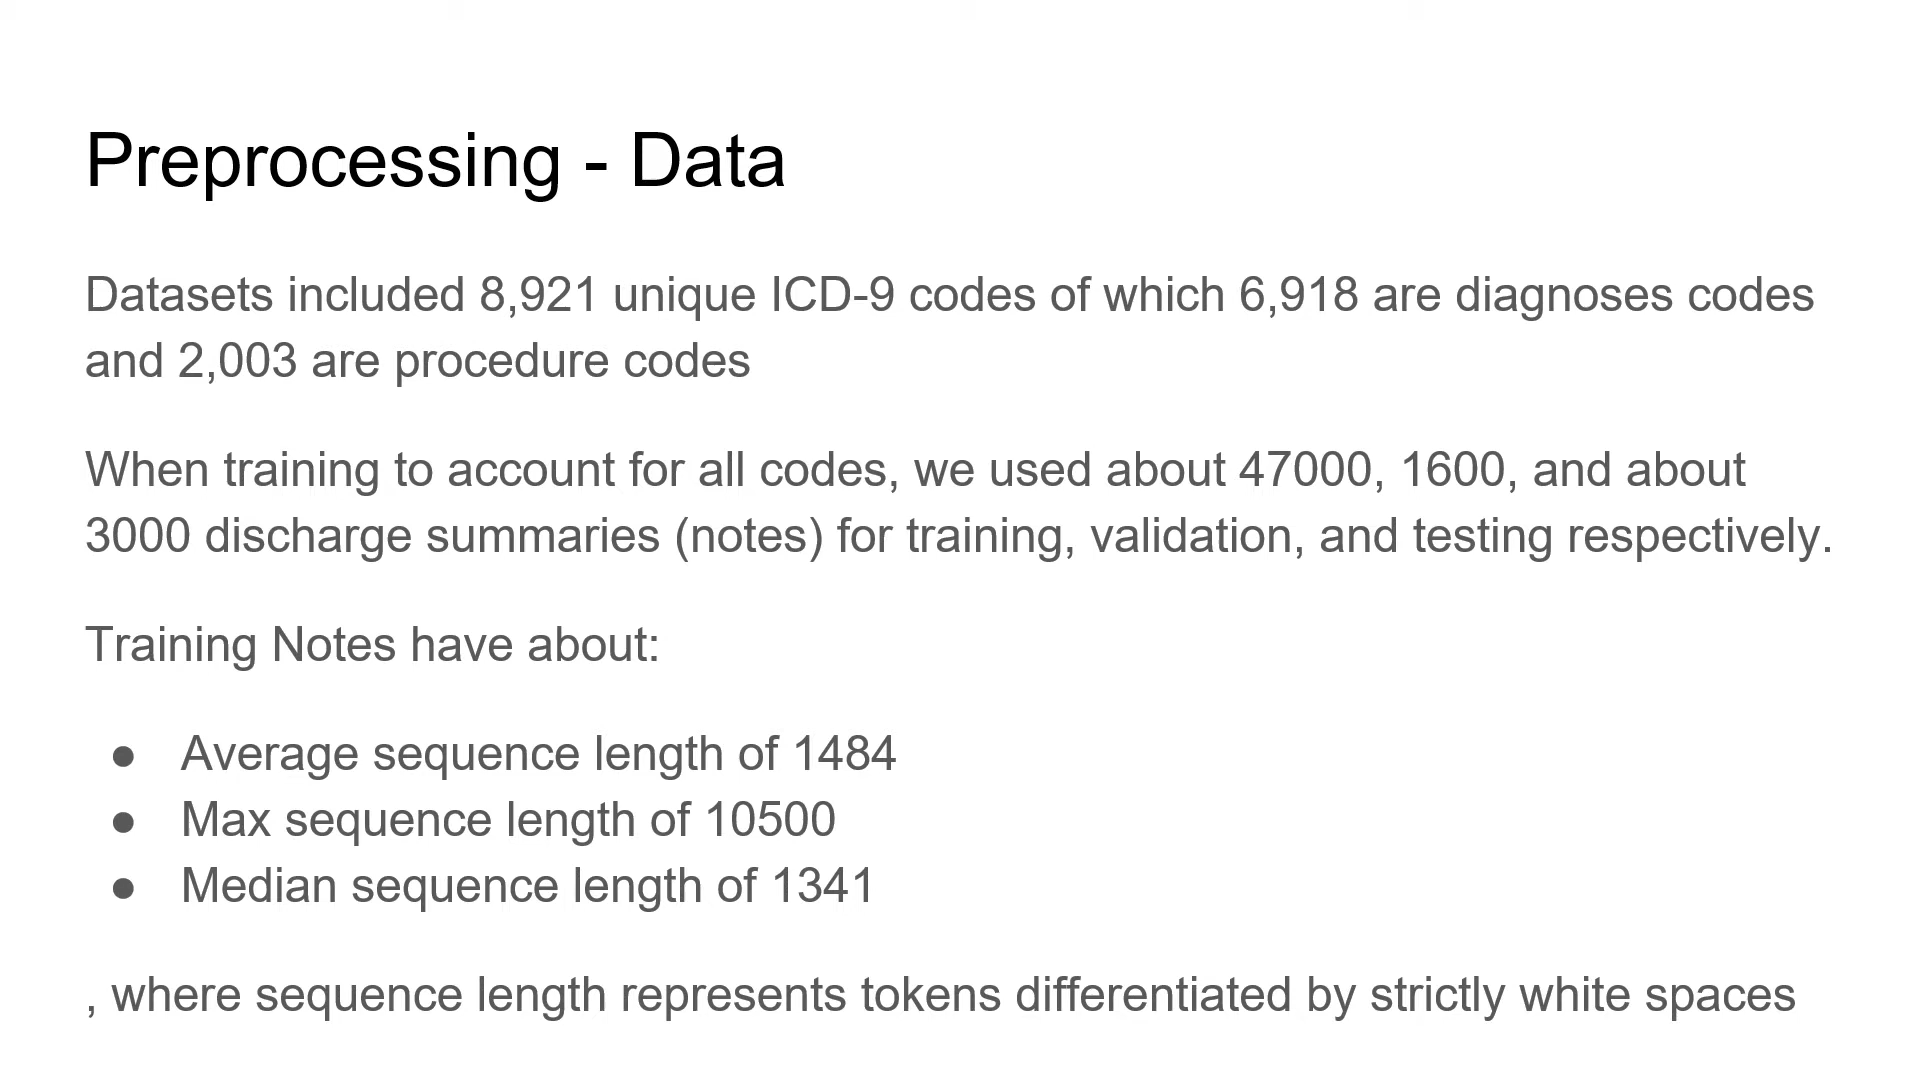 Preprocessing - Data
Datasets included 8,921 unique ICD-9 codes of which 6,918 are diagnoses codes
and 2,003 are procedure codes
When training to account for all codes, we used about 47000, 1600, and about
3000 discharge summaries (notes) for training, validation, and testing respectively.
Training Notes have about:
● Average sequence length of 1484
● Max sequence length of 10500
● Median sequence length of 1341
, where sequence length represents tokens differentiated by strictly white spaces